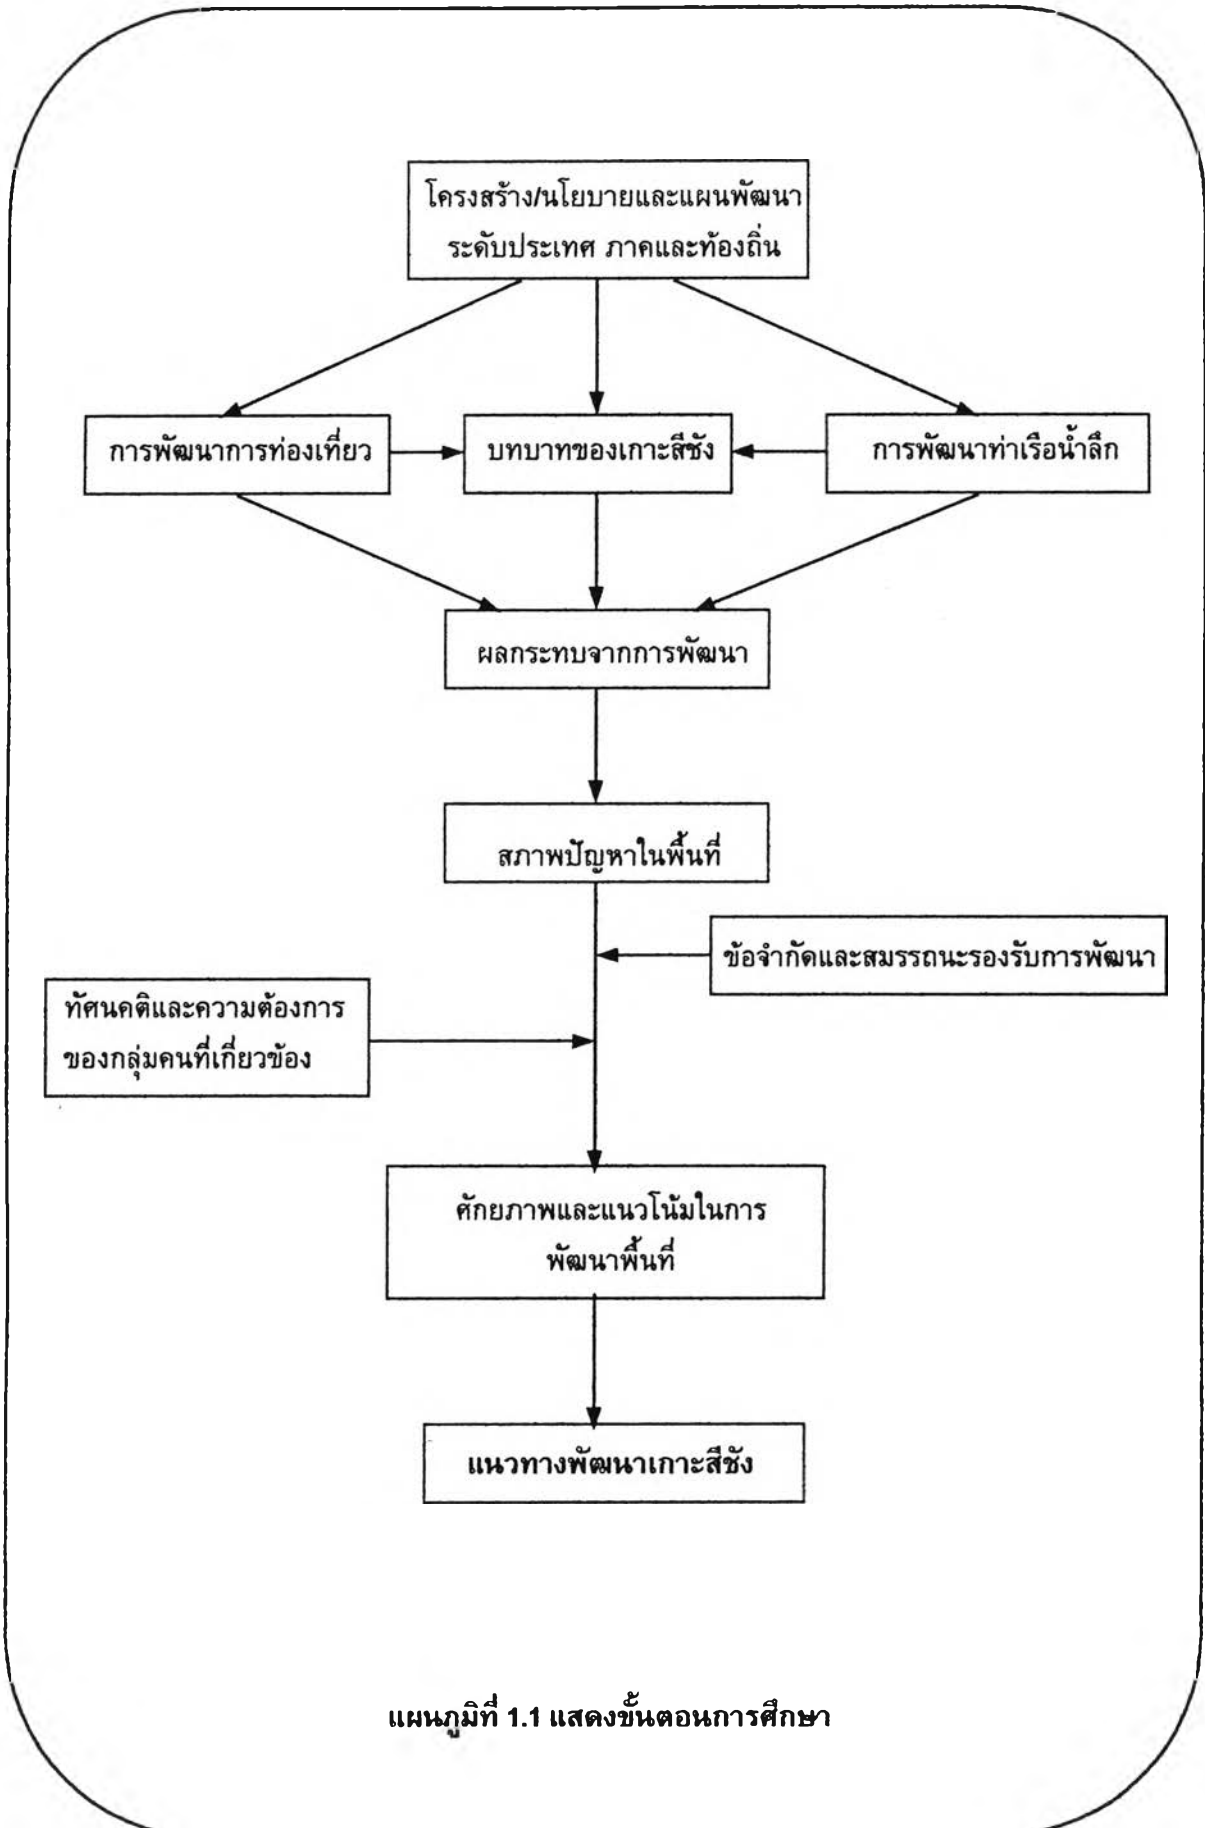 โครงสร้าง/นโยบายและแผนพัฒนา
ระดับประเทศ ภาคและท้องถิ่น
การพัฒนาการท่องเที่ยว
บทบาทของเกาะสีชัง
การพัฒนาท่าเรือน้ำลึก
ผลกระทบจากการพัฒนา
สภาพปัญหาในพื้นที่
ข้อจำกัดและสมรรถนะรองรับการพัฒนา
ทัศนคติและความต้องการ
ของกลุ่มคนที่เกี่ยวข้อง
ศักยภาพและแนวโน้มในการ
พัฒนาพื้นที่
แนวทางพัฒนาเกาะสีชัง
แผนภูมิที่ 1.1 แสดงขั้นตอนการศึกษา